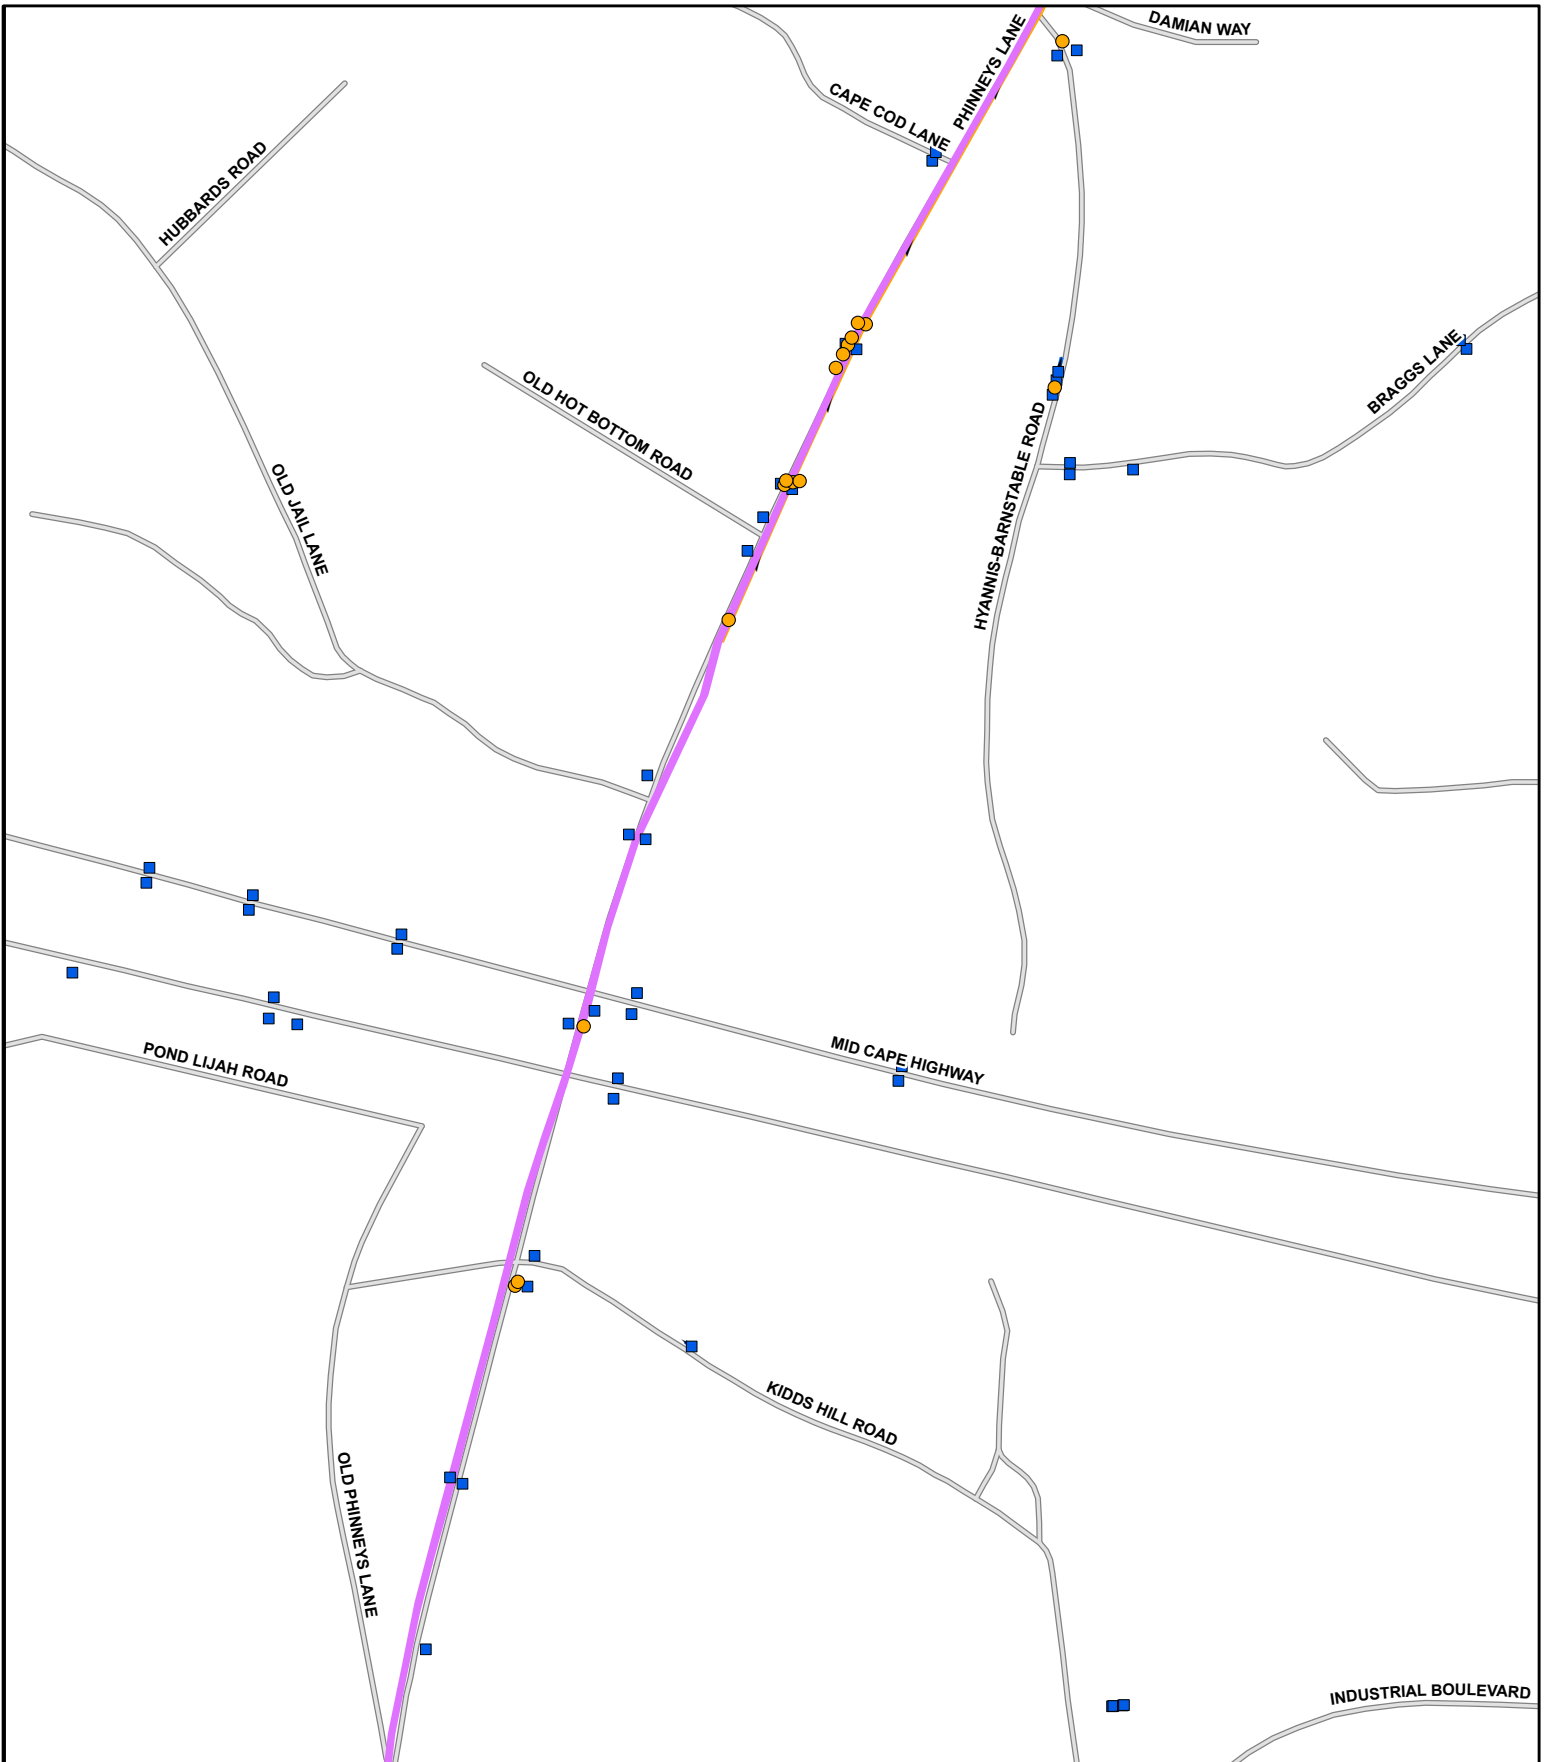 DAMIAN WAY
PHINNEYS LANE
CAPE COD LANE
HUBBARDS ROAD
BRAGGS LANE
OLD HOT BOTTOM ROAD
HYANNIS-BARNSTABLE ROAD
OLD JAIL LANE
MID CAPE HIGHWAY
POND LIJAH ROAD
KIDDS HILL ROAD
OLD PHINNEYS LANE
INDUSTRIAL BOULEVARD